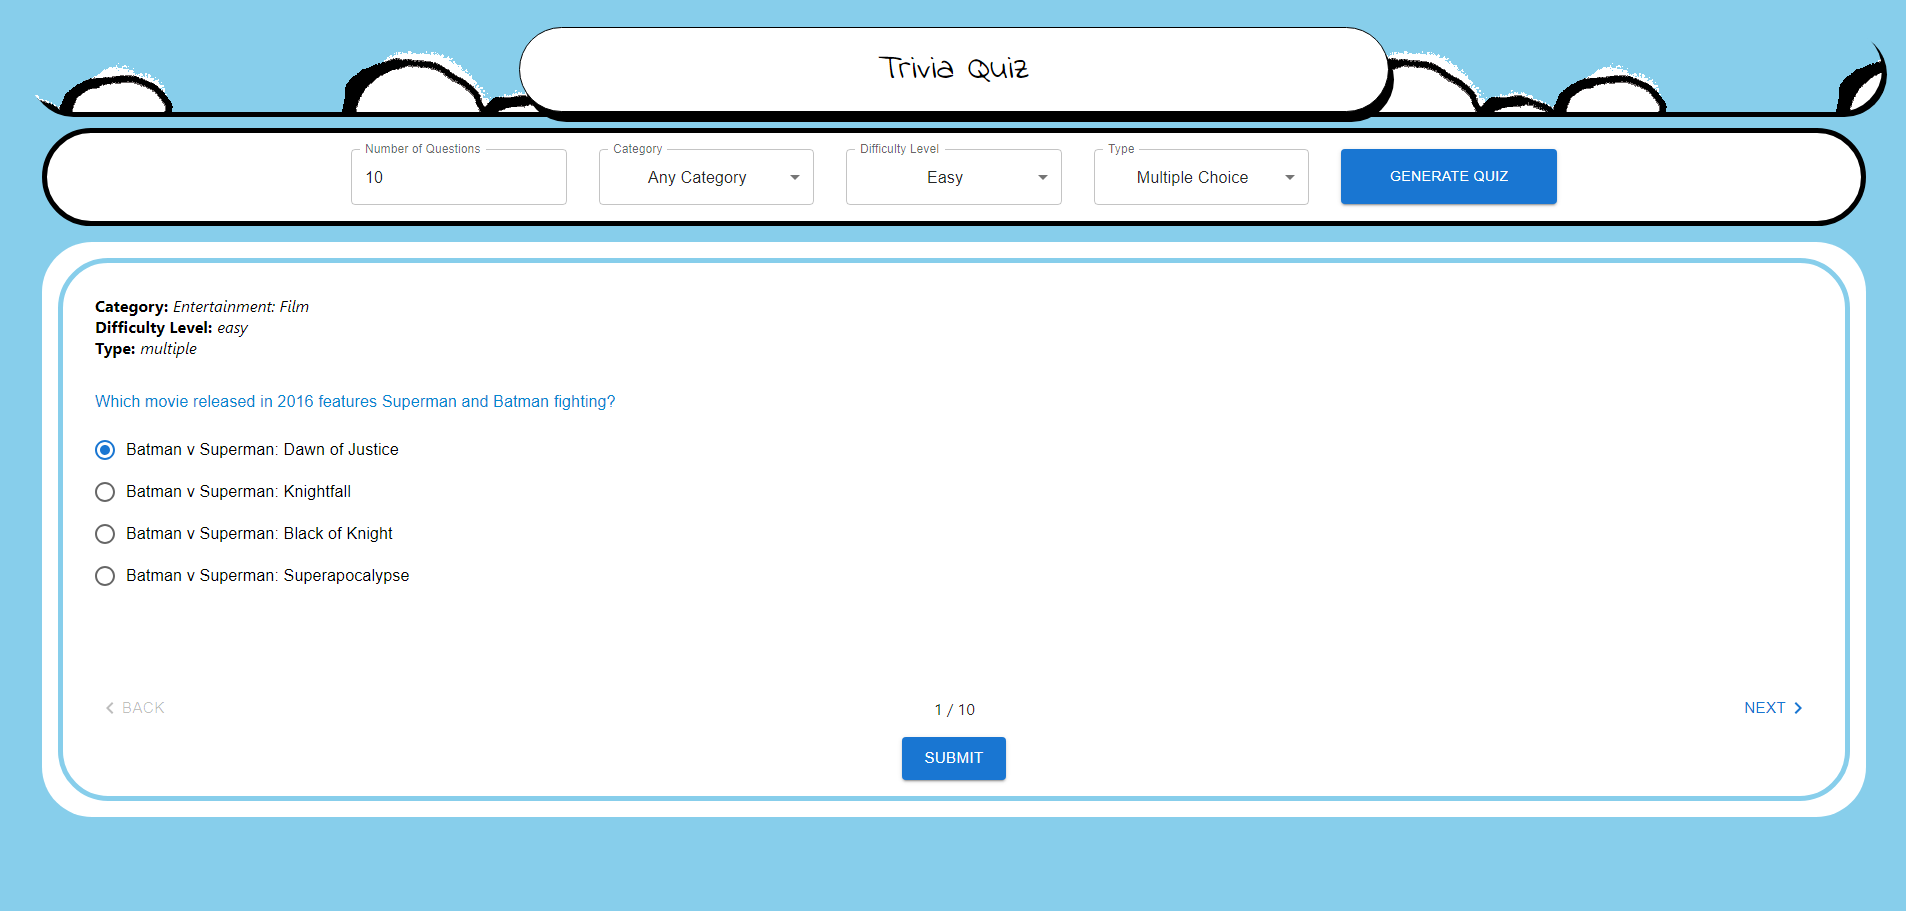 Trivia Quiz
Number of Questions
10
Category
Any Category
Difficulty Level
Easy
Type
Multiple Choice
GENERATE QUIZ
Category: Entertainment: Film
Difficulty Level: easy
Type: multiple
Which movie released in 2016 features Superman and Batman fighting?
Batman v Superman: Dawn of Justice
Batman v Superman: Knightfall
Batman v Superman: Black of Knight
Batman v Superman: Superapocalypse
BACK
1 / 10
NEXT
SUBMIT